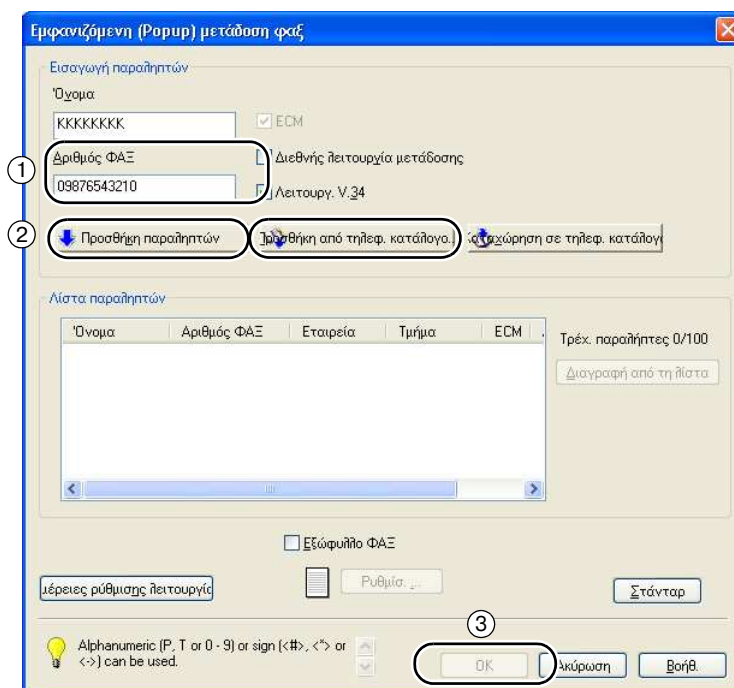 Εμφανιζόμενη (Popup) μετάδοση φαξ
Εισαγωγή παραληπτών
Όνομα
KKKKKKKK
ECM
① Αριθμός ΦΑΞ
Διεθνής λειτουργία μετάδοσης
09876543210
Λειτουργ. V.34
② Προσθήκη παραληπτών
Προσθήκη από τηλεφ. κατάλογο...
Καταχώρηση σε τηλεφ. κατάλογ
Λίστα παραληπτών
Όνομα Αριθμός ΦΑΞ Εταιρεία Τμήμα ECM
Τρέχ. παραλήπτες 0/100
Διαγραφή από τη λίστα
Εξώφυλλο ΦΑΞ
μέρειες ρύθμισης λειτουργία
Ρυθμίσ. ...
Στάνταρ
③
Alphanumeric (P, T or 0 - 9) or sign (<#>, <*> or
<->) can be used.
OK
Ακύρωση
Βοήθ.